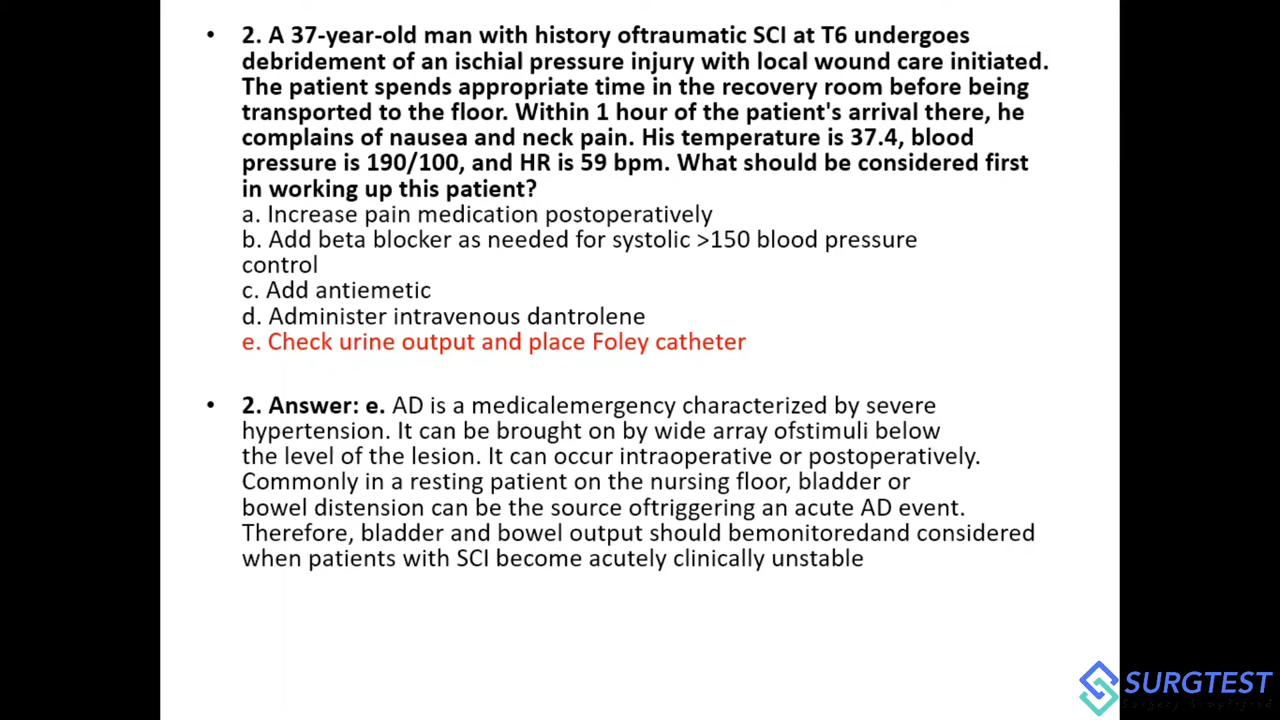 • 2. A 37-year-old man with history oftraumatic SCI at T6 undergoes
debridement of an ischial pressure injury with local wound care initiated.
The patient spends appropriate time in the recovery room before being
transported to the floor. Within 1 hour of the patient's arrival there, he
complains of nausea and neck pain. His temperature is 37.4, blood
pressure is 190/100, and HR is 59 bpm. What should be considered first
in working up this patient?
a. Increase pain medication postoperatively
b. Add beta blocker as needed for systolic >150 blood pressure
control
c. Add antiemetic
d. Administer intravenous dantrolene
e. Check urine output and place Foley catheter
• 2. Answer: e. AD is a medicalemergency characterized by severe
hypertension. It can be brought on by wide array ofstimuli below
the level of the lesion. It can occur intraoperative or postoperatively.
Commonly in a resting patient on the nursing floor, bladder or
bowel distension can be the source oftriggering an acute AD event.
Therefore, bladder and bowel output should bemonitoredand considered
when patients with SCI become acutely clinically unstable
SURGTEST